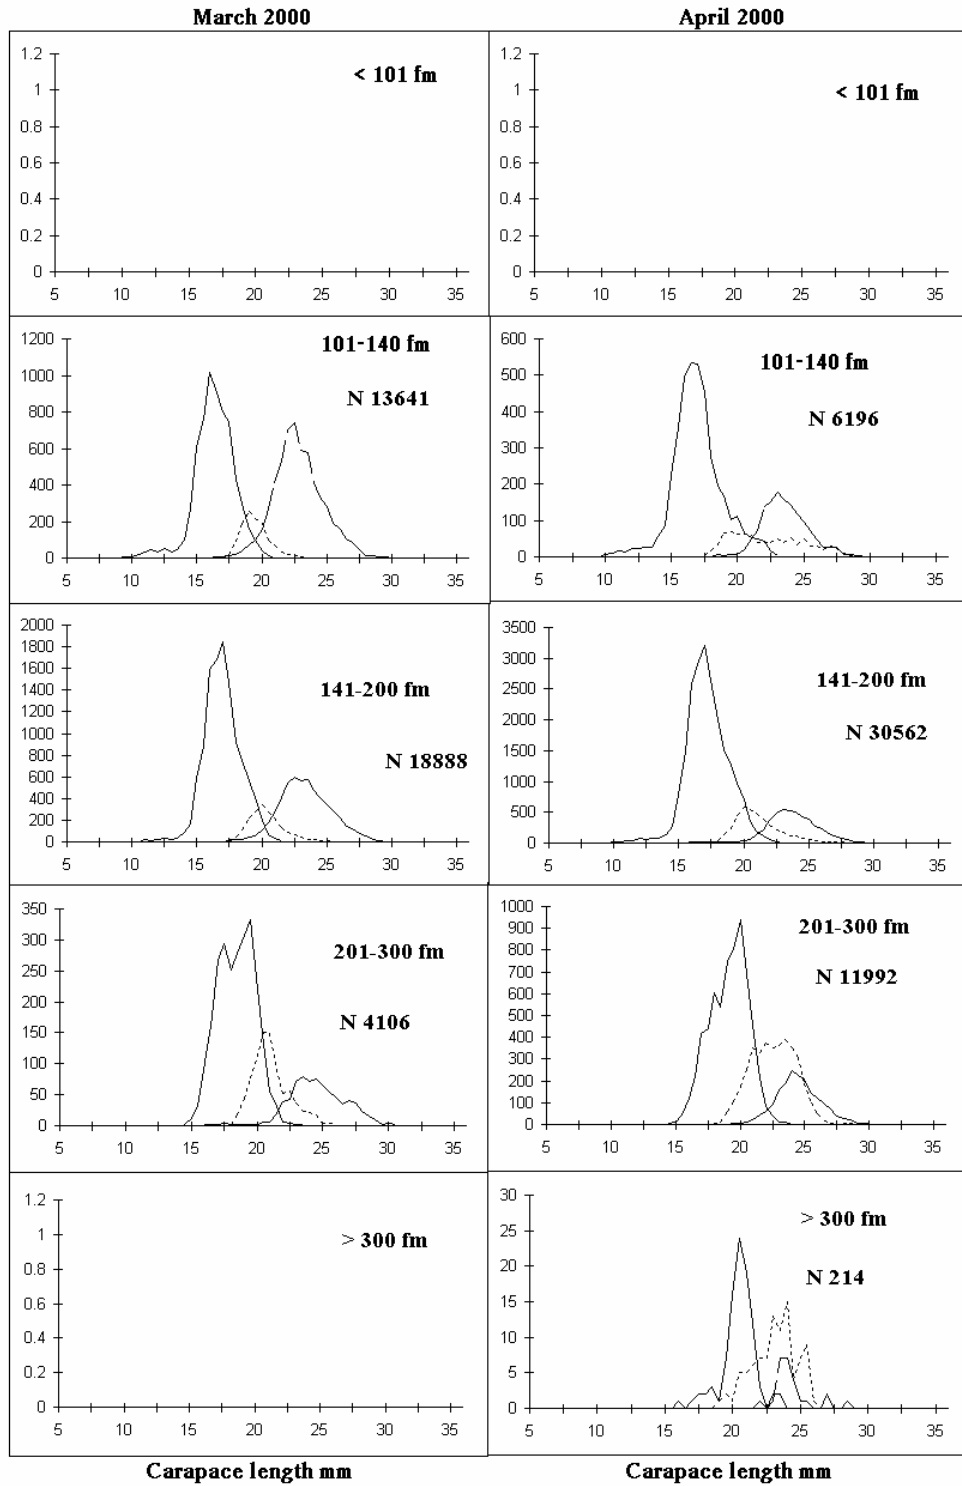 March 2000
April 2000
1.2
1
0.8
0.6
0.4
0.2
0
5 10 15 20 25 30 35
< 101 fm
1.2
1
0.8
0.6
0.4
0.2
0
5 10 15 20 25 30 35
< 101 fm
1200
1000
800
600
400
200
0
5 10 15 20 25 30 35
101-140 fm
N 13641
600
500
400
300
200
100
0
5 10 15 20 25 30 35
101-140 fm
N 6196
2000
1800
1600
1400
1200
1000
800
600
400
200
0
5 10 15 20 25 30 35
141-200 fm
N 18888
3500
3000
2500
2000
1500
1000
500
0
5 10 15 20 25 30 35
141-200 fm
N 30562
350
300
250
200
150
100
50
0
5 10 15 20 25 30 35
201-300 fm
N 4106
1000
900
800
700
600
500
400
300
200
100
0
5 10 15 20 25 30 35
201-300 fm
N 11992
1.2
1
0.8
0.6
0.4
0.2
0
5 10 15 20 25 30 35
> 300 fm
30
25
20
15
10
5
0
5 10 15 20 25 30 35
> 300 fm
N 214
Carapace length mm
Carapace length mm